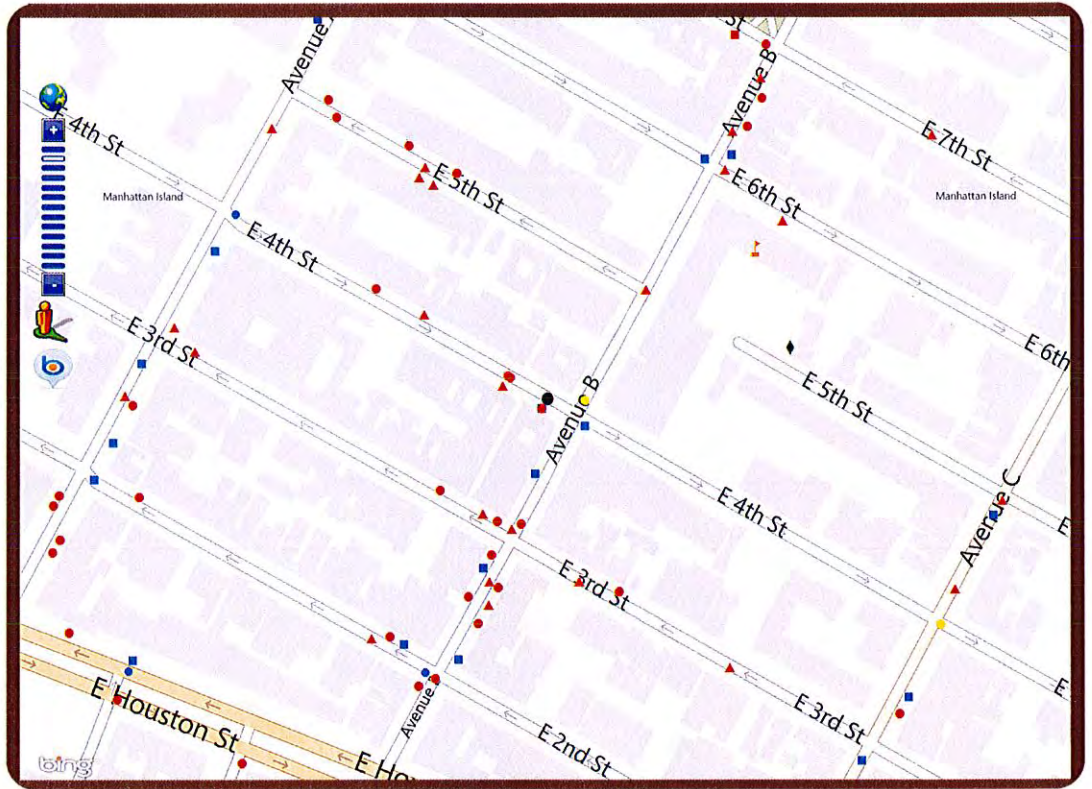 St
Avenue
Avenue B
E 4th St
E 7th St
Manhattan Island
Manhattan Island
E 5th St
E 6th St
E 4th St
E 3rd St
E 6th
E 5th St
Avenue B
E 4th St
Avenue C
E
E 3rd St
E
E 3rd St
E Houston St
Avenue
E 2nd St
E Ho
bing